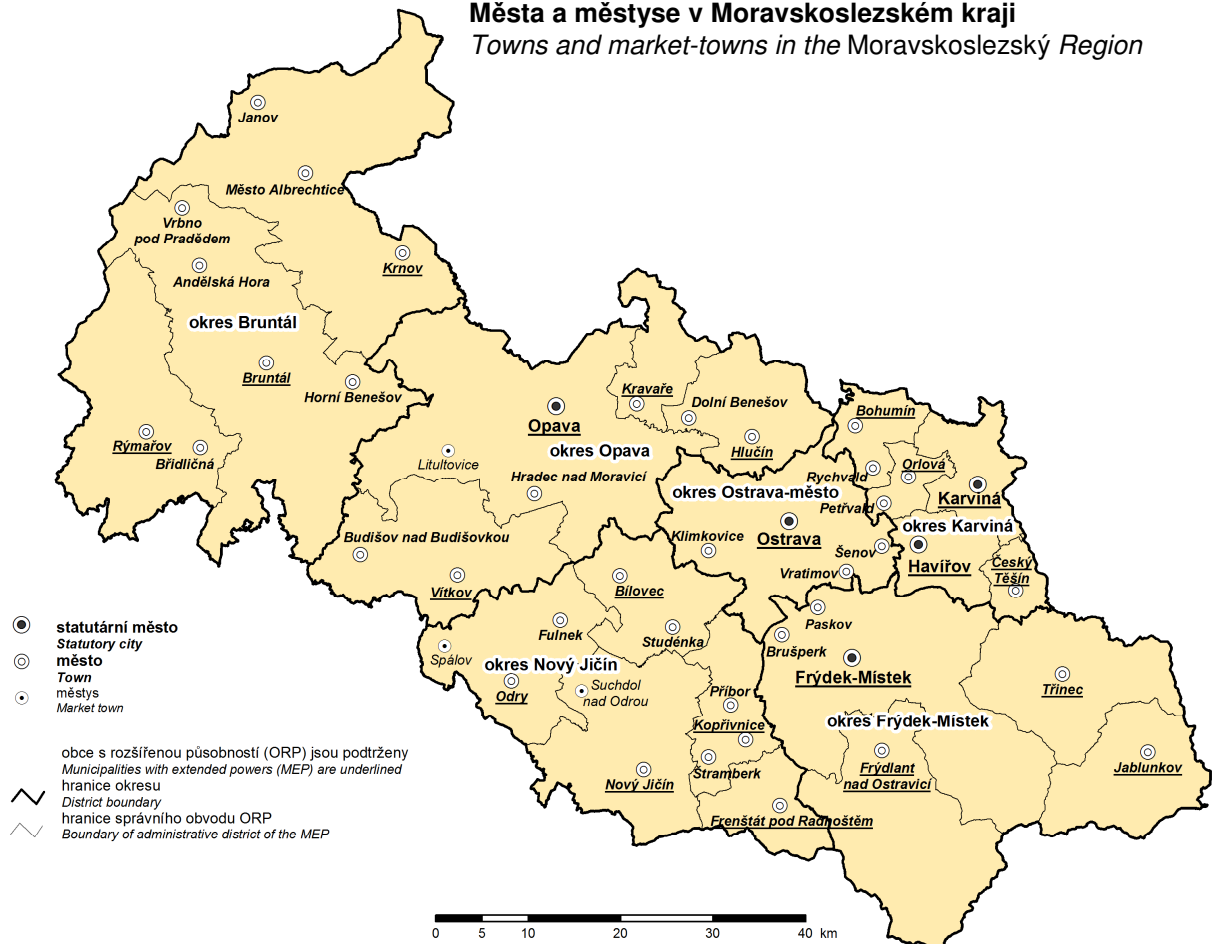 Města a městyse v Moravskoslezském kraji
Towns and market-towns in the Moravskoslezský Region
Janov
Město Albrechtice
Vrbno
pod Pradědem
Krnov
Andělská Hora
okres Bruntál
Bruntál
Horní Benešov
Kravaře
Dolní Benešov
Bohumín
Opava
Rýmařov
Břidličná
okres Opava
Hlučín
Litultovice
Hradec nad Moravicí
Rychvald
Orlová
okres Ostrava-město
Karviná
Petřvald
okres Karviná
Budišov nad Budišovkou
Klimkovice
Ostrava
Šenov
Havířov
Český
Těšín
Vratimov
Vítkov
Bílovec
Paskov
Fulnek
Studénka
Brušperk
Spálov
okres Nový Jičín
Frýdek-Místek
Odry
Suchdol
nad Odrou
Příbor
Třinec
Kopřivnice
okres Frýdek-Místek
Štramberk
Nový Jičín
Frýdlant
nad Ostravicí
Jablunkov
Frenštát pod Radhoštěm
statutární město
Statutory city
město
Town
městys
Market town
obce s rozšířenou působností (ORP) jsou podtrženy
Municipalities with extended powers (MEP) are underlined
hranice okresu
District boundary
hranice správního obvodu ORP
Boundary of administrative district of the MEP
0 5 10 20 30 40 km